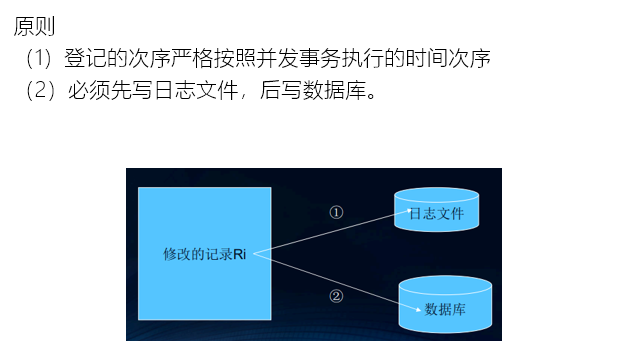 原则
（1）登记的次序严格按照并发事务执行的时间次序
（2）必须先写日志文件，后写数据库。
①
日志文件
修改的记录Ri
②
数据库